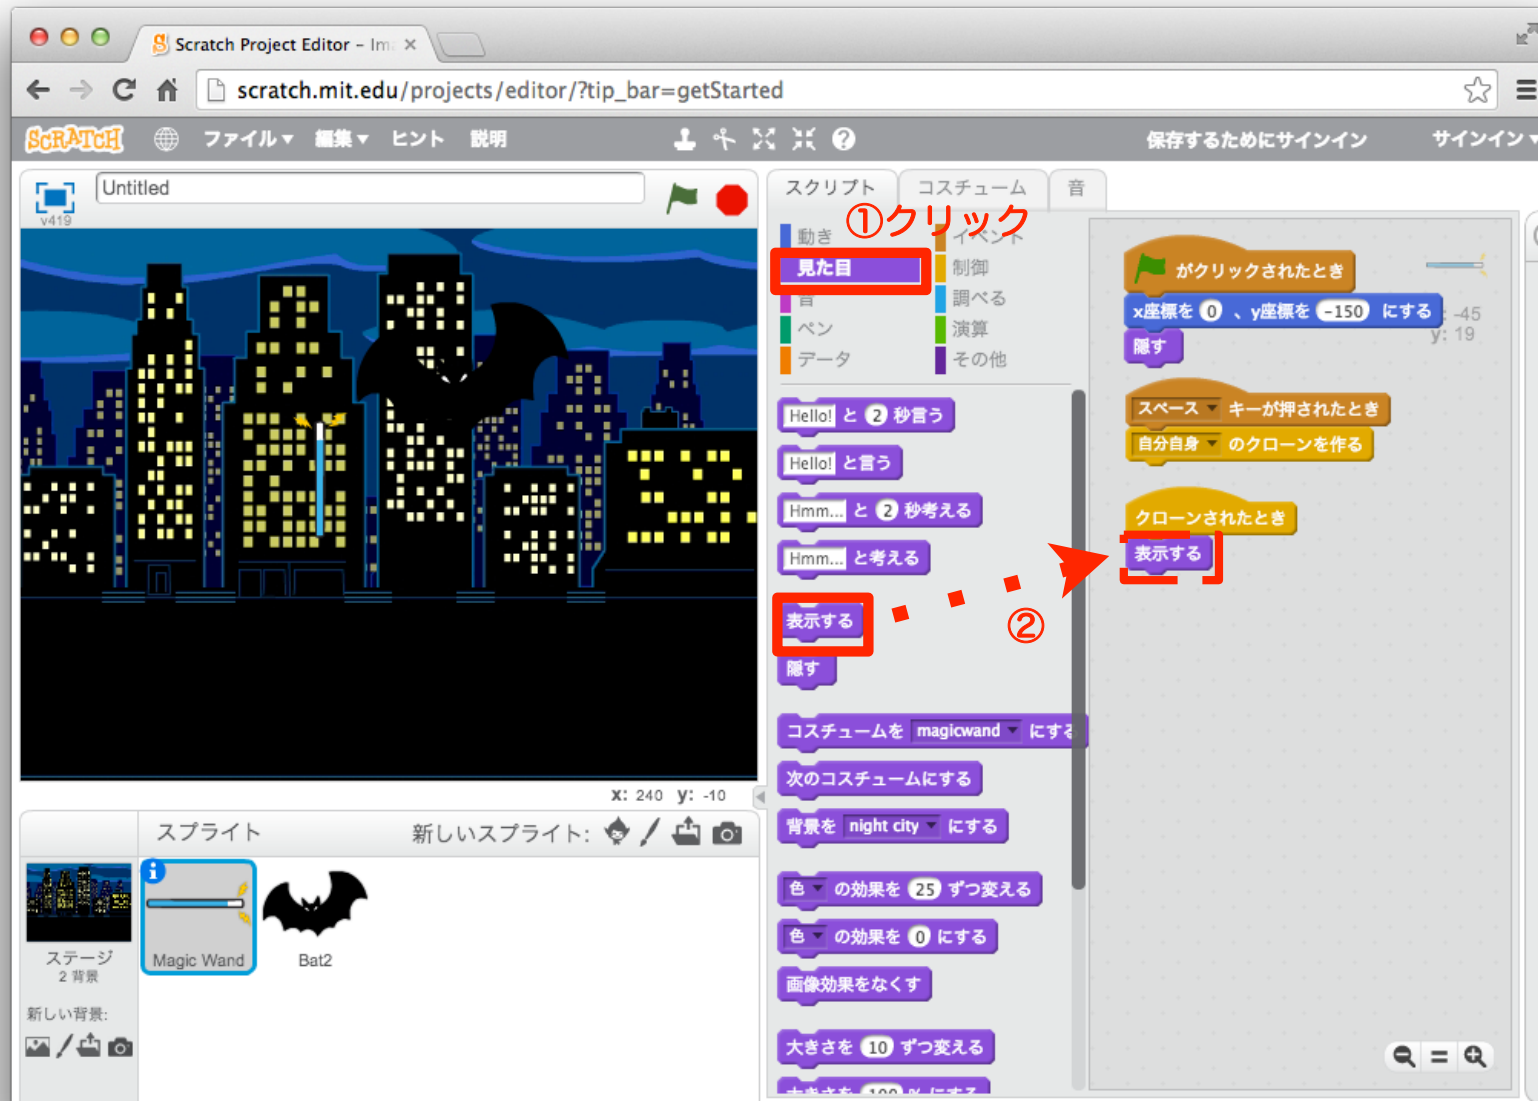 Scratch Project Editor - Im
scratch.mit.edu/projects/editor/?tip_bar=getStarted
SCRATCH ファイル 編集 ヒント 説明 保存するためにサインイン サインイン
Untitled
v419
スクリプト コスチューム 音
①クリック
動き イベント
見た目 制御
音 調べる
ペン 演算
データ その他
Hello! と 2 秒言う
Hello! と言う
Hmm... と 2 秒考える
Hmm... と考える
表示する
隠す
コスチュームを magicwand にする
次のコスチュームにする
背景を night city にする
色 の効果を 25 ずつ変える
色 の効果を 0 にする
画像効果をなくす
大きさを 10 ずつ変える
大きさを 100 % にする
②
がクリックされたとき
x座標を 0 、y座標を -150 にする
隠す
: -45
y: 19
スペース キーが押されたとき
自分自身 のクローンを作る
クローンされたとき
表示する
X: 240 y: -10
スプライト 新しいスプライト:
ステージ
2 背景
新しい背景:
Magic Wand
Bat2